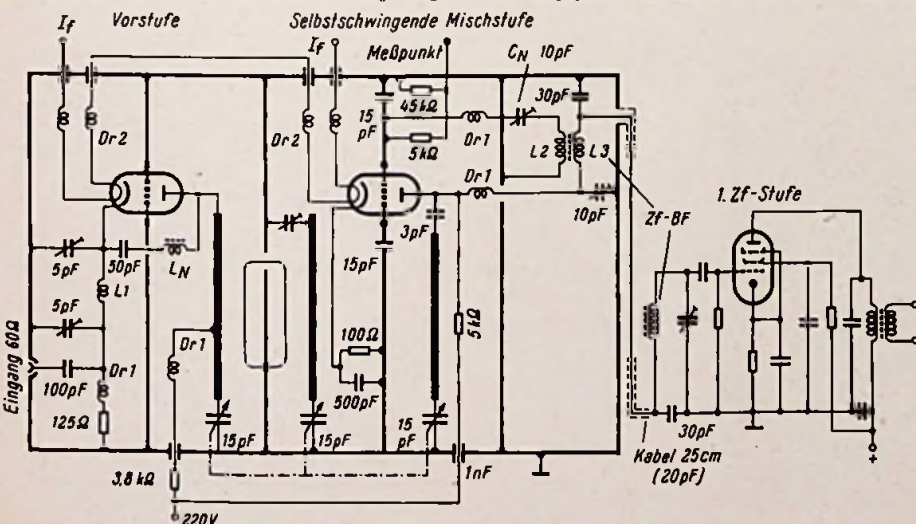 If
Vorstufe
Selbstschwingende Mischstufe
If
Meßpunkt
CN 10pF
30pF
45kΩ
15
pF
Dr2
Dr2
5kΩ
Dr1
L2
L3
Dr1
10pF
Zf-BF
1. Zf-Stufe
3pF
5pF
50pF
LN
15pF
L1
5pF
Dr1
5kΩ
100Ω
Eingang 60Ω
100pF
Dr1
500pF
125Ω
15pF
15pF
15
pF
30pF
3,8 kΩ
1nF
Kabel 25cm
(20pF)
+
220V